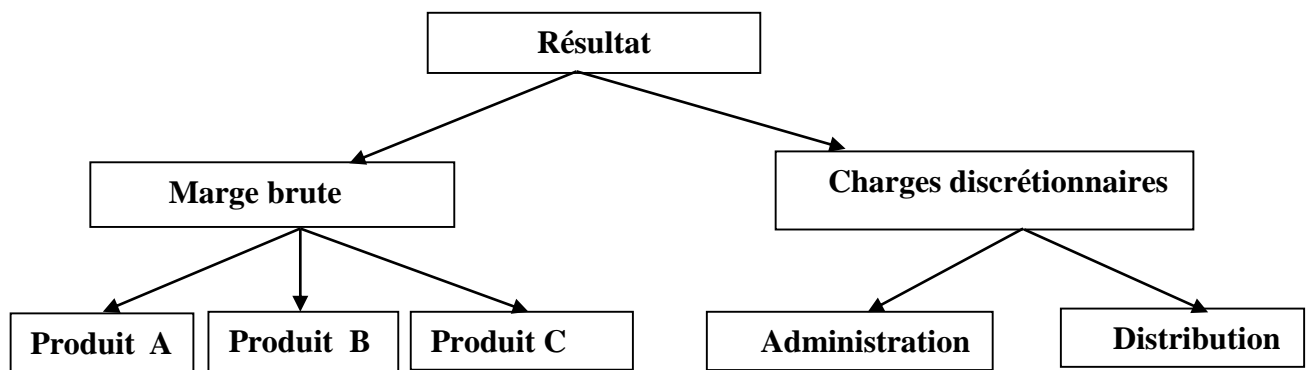 Résultat
Marge brute
Charges discrétionnaires
Produit A
Produit B
Produit C
Administration
Distribution